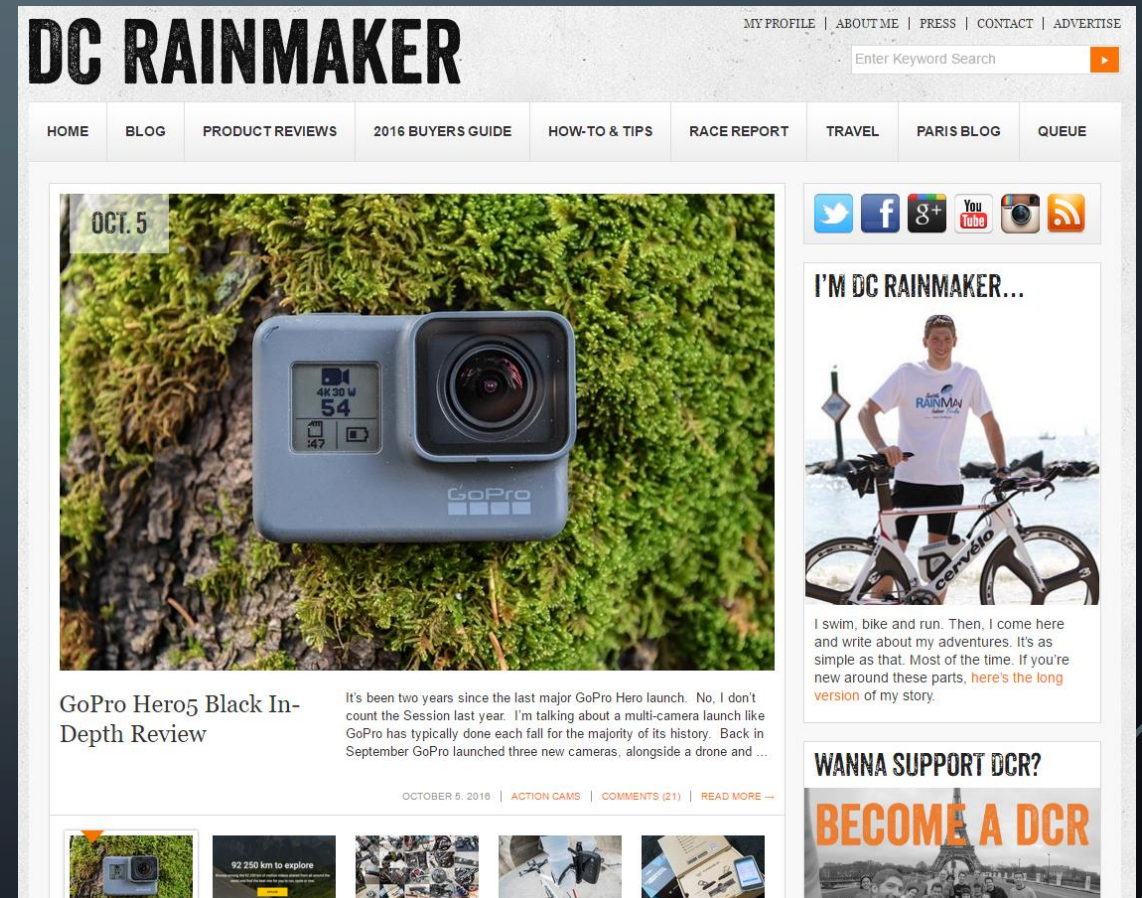 DC RAINMAKER
MY PROFILE | ABOUT ME | PRESS | CONTACT | ADVERTISE
Enter Keyword Search
HOME BLOG PRODUCT REVIEWS 2016 BUYERS GUIDE HOW-TO & TIPS RACE REPORT TRAVEL PARIS BLOG QUEUE
OCT. 5
4K 30 W
54
:47
GoPro
You
Tube
g+
I'M DC RAINMAKER...
RAINMAN
cervélo
I swim, bike and run. Then, I come here
and write about my adventures. It's as
simple as that. Most of the time. If you're
new around these parts, here's the long
version of my story.
GoPro Hero5 Black In-
Depth Review
It's been two years since the last major GoPro Hero launch. No, I don't
count the Session last year. I'm talking about a multi-camera launch like
GoPro has typically done each fall for the majority of its history. Back in
September GoPro launched three new cameras, alongside a drone and ...
OCTOBER 5, 2016 | ACTION CAMS | COMMENTS (21) | READ MORE →
WANNA SUPPORT DCR?
BECOME A DCR
92 250 km to explore